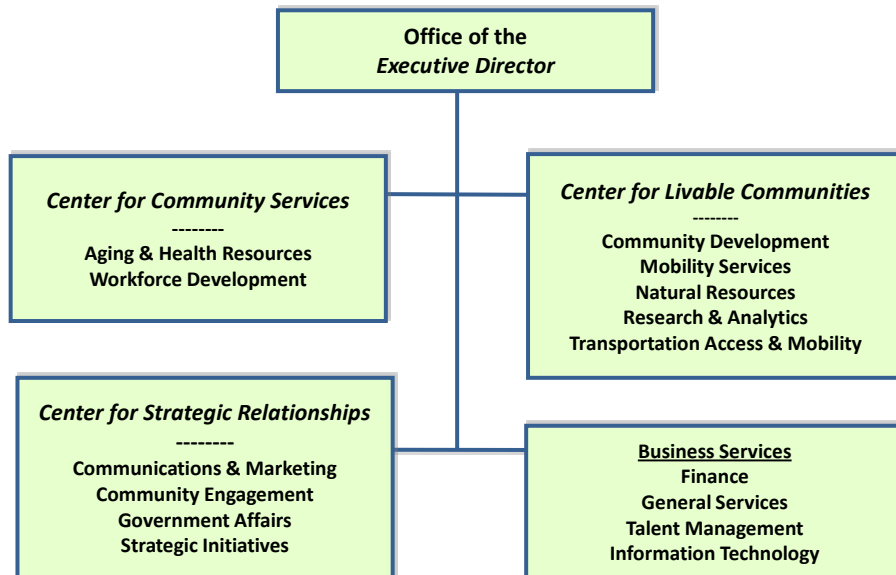 Office of the
Executive Director
Center for Community Services
--------
Aging & Health Resources
Workforce Development
Center for Livable Communities
--------
Community Development
Mobility Services
Natural Resources
Research & Analytics
Transportation Access & Mobility
Center for Strategic Relationships
--------
Communications & Marketing
Community Engagement
Government Affairs
Strategic Initiatives
Business Services
Finance
General Services
Talent Management
Information Technology